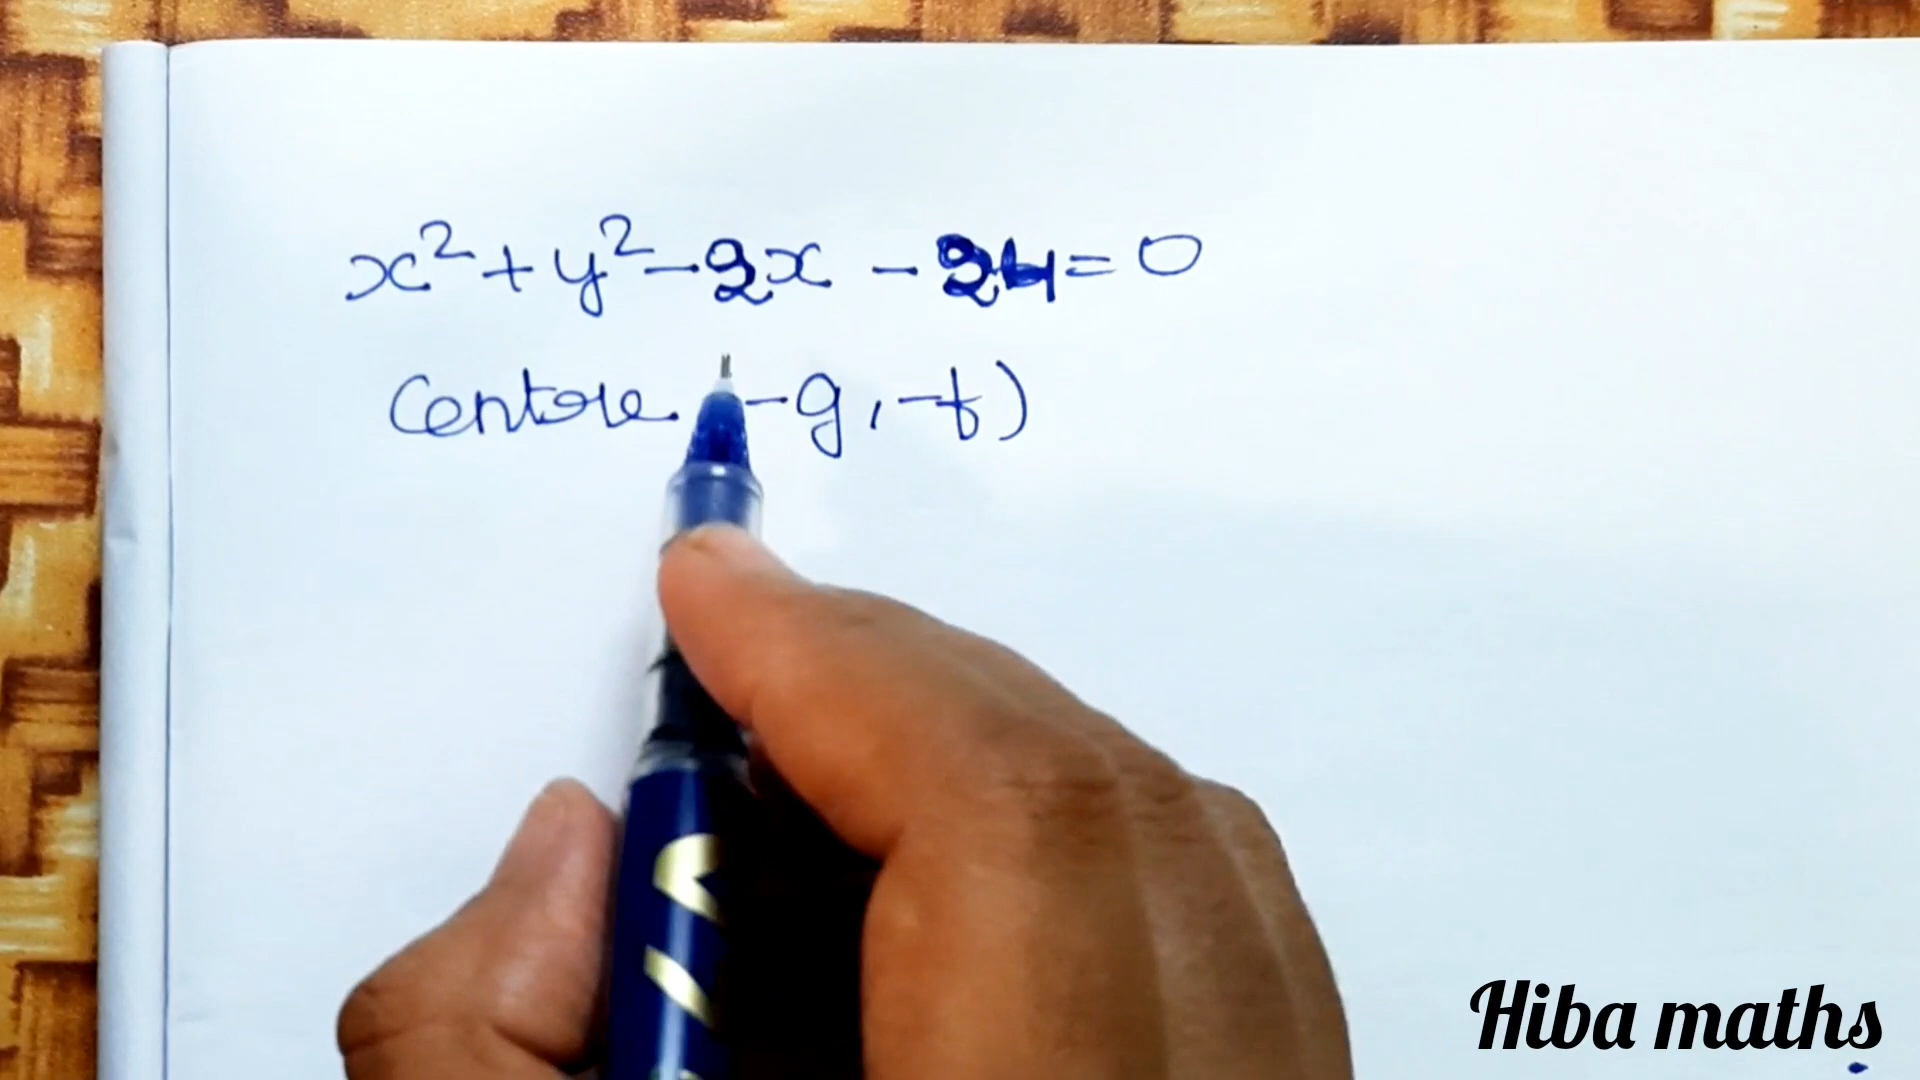 x² + y² - 2x - 24 = 0
Centre (-g, -f)
Hiba maths